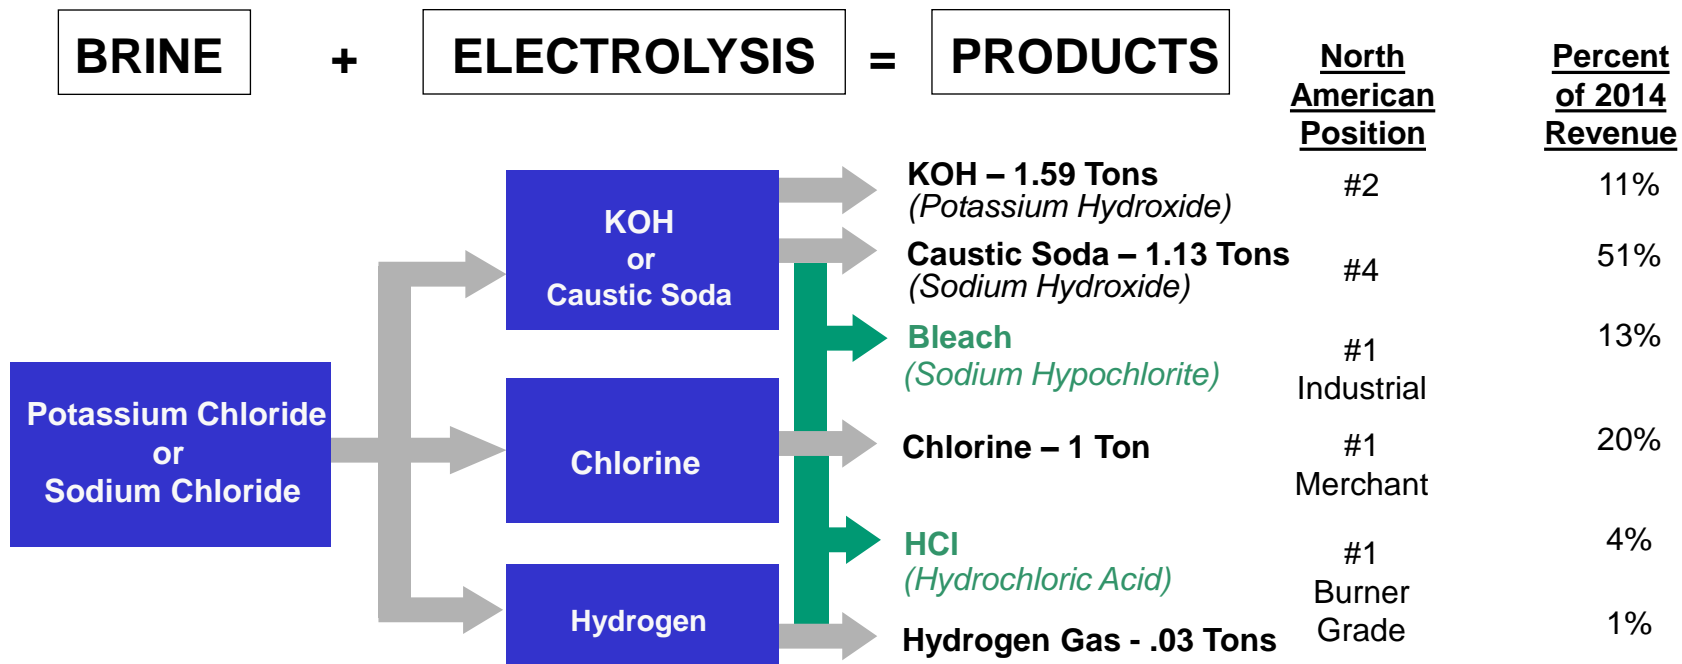 BRINE + ELECTROLYSIS = PRODUCTS
North
American
Position
Percent
of 2014
Revenue
Potassium Chloride
or
Sodium Chloride
KOH
or
Caustic Soda
Chlorine
Hydrogen
KOH – 1.59 Tons
(Potassium Hydroxide)
#2
11%
Caustic Soda – 1.13 Tons
(Sodium Hydroxide)
#4
51%
Bleach
(Sodium Hypochlorite)
#1
Industrial
13%
Chlorine – 1 Ton
#1
Merchant
20%
HCl
(Hydrochloric Acid)
#1
Burner
Grade
4%
Hydrogen Gas - .03 Tons
1%